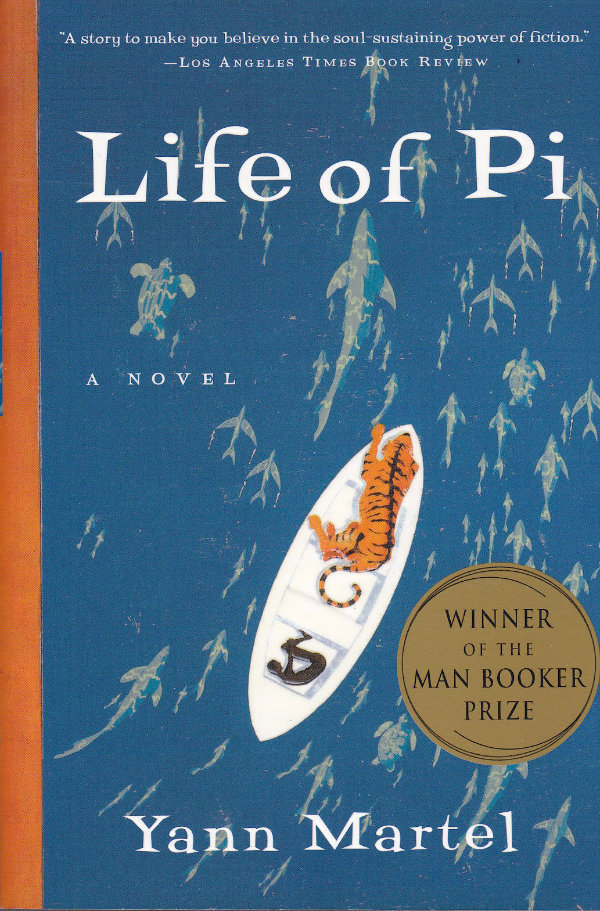 "A story to make you believe in the soul-sustaining power of fiction."
—Los Angeles Times Book Review
Life of Pi
A NOVEL
WINNER
OF THE
MAN BOOKER
PRIZE
Yann Martel